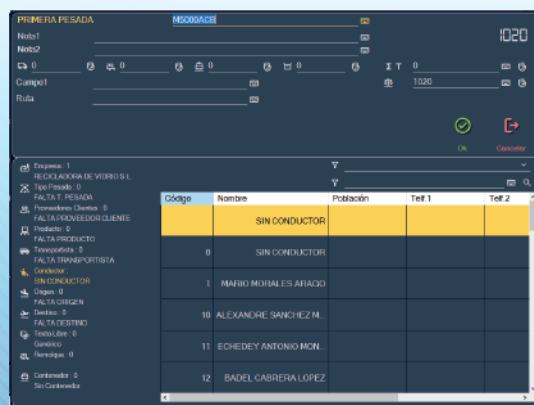 PRIMERA PESADA M5000ACB
Nota1
1020
Nota2
0 0 0 0 Σ T 0
Campo1 1020
Ruta
Ok Cancelar
Empresa : 1
RECICLADORA DE VIDRIO S.L.
Tipo Pesada : 0
FALTA T. PESADA
Proveedores Clientes : 0
FALTA PROVEEDOR CLIENTE
Producto : 0
FALTA PRODUCTO
Transportista : 0
FALTA TRANSPORTISTA
Conductor :
SIN CONDUCTOR
Origen : 0
FALTA ORIGEN
Destino : 0
FALTA DESTINO
Texto Libre : 0
Genérico
Remolque : 0
Contenedor : 0
Sin Contenedor
Código Nombre Población Telf.1 Telf.2
SIN CONDUCTOR
0 SIN CONDUCTOR
1 MARIO MORALES ARAGO
10 ALEXANDRE SANCHEZ M...
11 ECHEDEY ANTONIO MON...
12 BADEL CABRERA LOPEZ